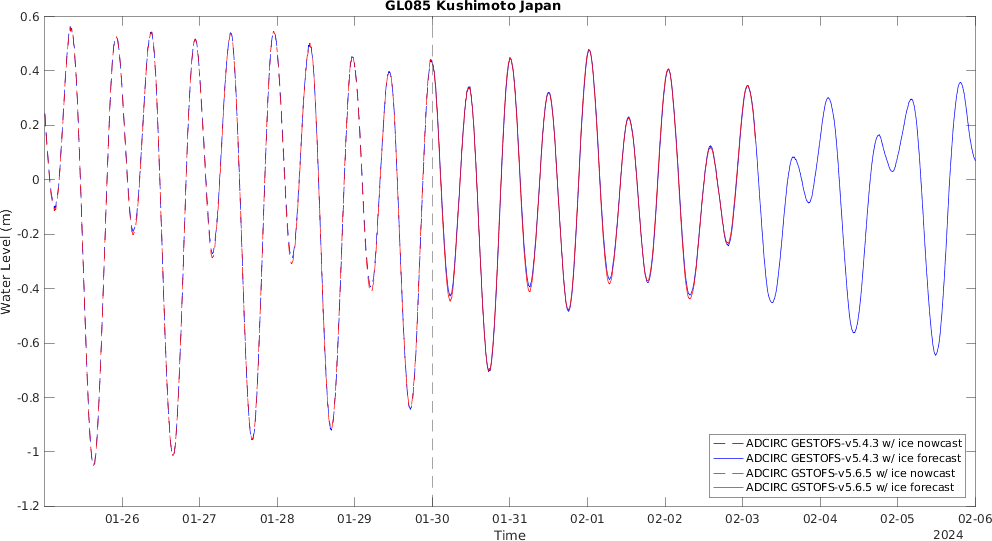 GL085 Kushimoto Japan
0.6
0.4
0.2
0
-0.2
-0.4
-0.6
-0.8
-1
-1.2
Water Level (m)
ADCIRC GESTOFS-v5.4.3 w/ ice nowcast
ADCIRC GESTOFS-v5.4.3 w/ ice forecast
ADCIRC GSTOFS-v5.6.5 w/ ice nowcast
ADCIRC GSTOFS-v5.6.5 w/ ice forecast
01-26 01-27 01-28 01-29 01-30 01-31 02-01 02-02 02-03 02-04 02-05 02-06
Time
2024